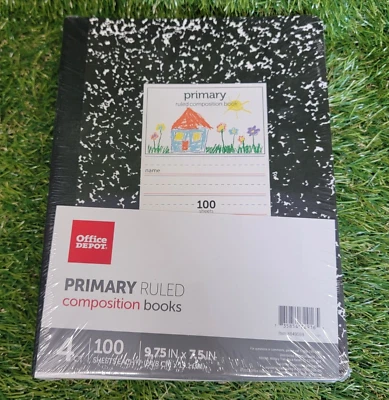 primary
ruled composition book
name
100
SHEETS
Office
DEPOT
PRIMARY RULED
composition books
4
100
9.75 IN x 7.5 IN